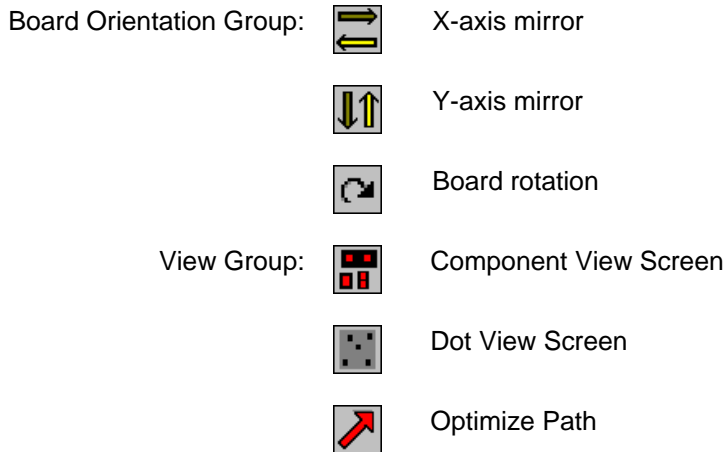 Board Orientation Group: X-axis mirror
Y-axis mirror
Board rotation
View Group: Component View Screen
Dot View Screen
Optimize Path